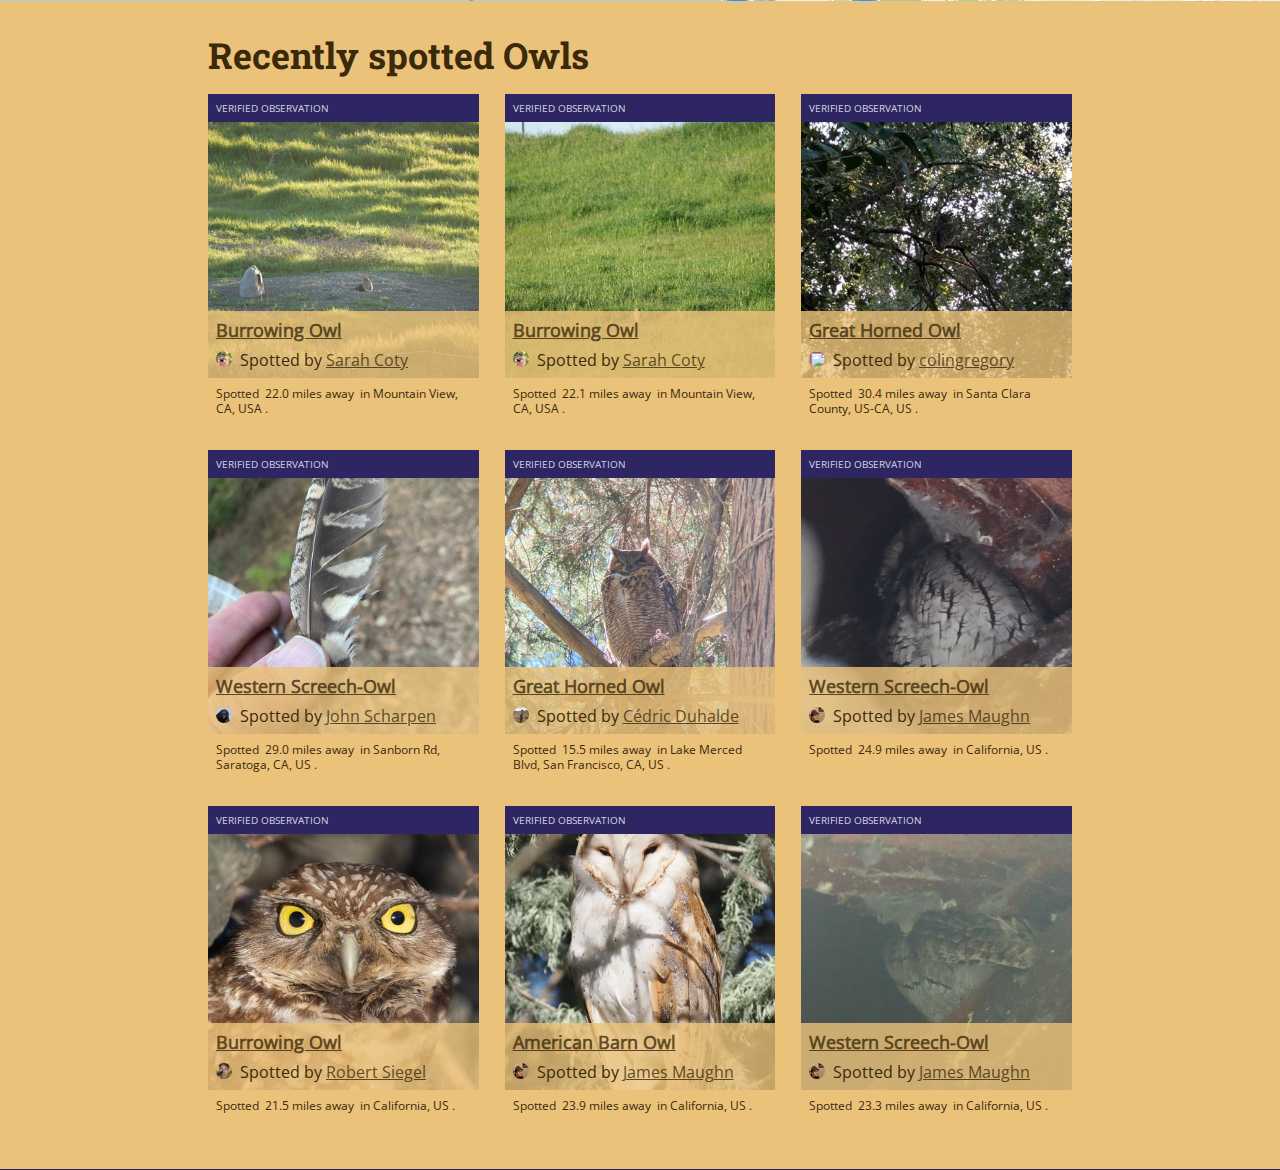 Recently spotted Owls
VERIFIED OBSERVATION
Burrowing Owl
Spotted by Sarah Coty
Spotted 22.0 miles away in Mountain View,
CA, USA .
VERIFIED OBSERVATION
Burrowing Owl
Spotted by Sarah Coty
Spotted 22.1 miles away in Mountain View,
CA, USA .
VERIFIED OBSERVATION
Great Horned Owl
Spotted by colingregory
Spotted 30.4 miles away in Santa Clara
County, US-CA, US .
VERIFIED OBSERVATION
Western Screech-Owl
Spotted by John Scharpen
Spotted 29.0 miles away in Sanborn Rd,
Saratoga, CA, US .
VERIFIED OBSERVATION
Great Horned Owl
Spotted by Cédric Duhalde
Spotted 15.5 miles away in Lake Merced
Blvd, San Francisco, CA, US .
VERIFIED OBSERVATION
Western Screech-Owl
Spotted by James Maughn
Spotted 24.9 miles away in California, US .
VERIFIED OBSERVATION
Burrowing Owl
Spotted by Robert Siegel
Spotted 21.5 miles away in California, US .
VERIFIED OBSERVATION
American Barn Owl
Spotted by James Maughn
Spotted 23.9 miles away in California, US .
VERIFIED OBSERVATION
Western Screech-Owl
Spotted by James Maughn
Spotted 23.3 miles away in California, US .